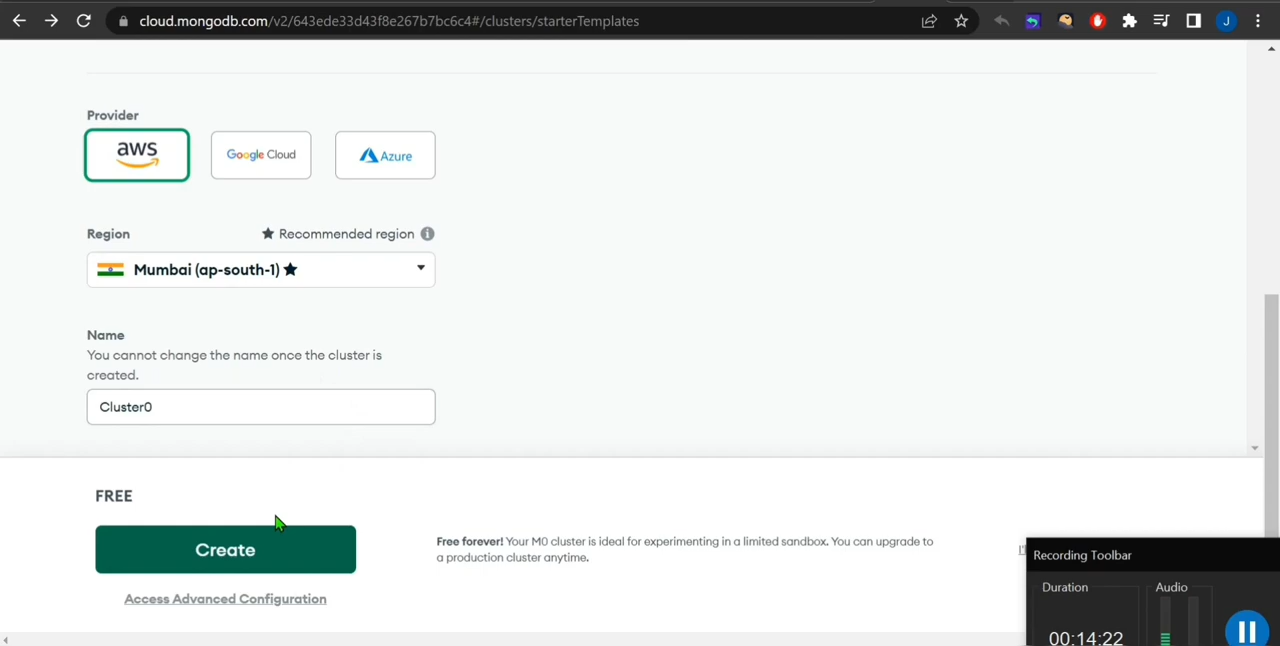 cloud.mongodb.com/v2/643ede33d43f8e267b7bc6c4#/clusters/starterTemplates
J
Provider
aws
Google Cloud
Azure
Region
Recommended region
Mumbai (ap-south-1)
Name
You cannot change the name once the cluster is
created.
Cluster0
FREE
Create
Free forever! Your M0 cluster is ideal for experimenting in a limited sandbox. You can upgrade to
a production cluster anytime.
Access Advanced Configuration
Recording Toolbar
Duration
Audio
00:14:22